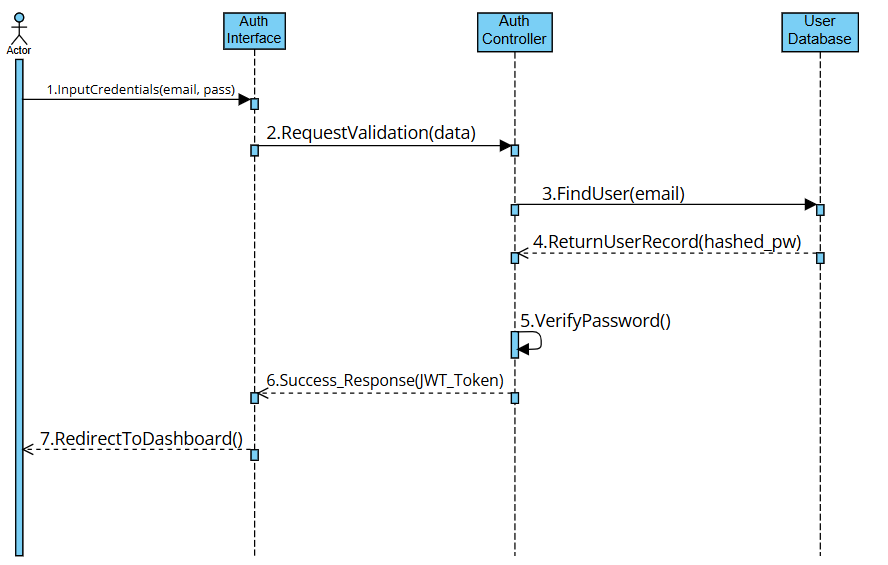 Actor
Auth
Interface
Auth
Controller
User
Database
1.InputCredentials(email, pass)
2.RequestValidation(data)
3.FindUser(email)
4.ReturnUserRecord(hashed_pw)
5.VerifyPassword()
6.Success_Response(JWT_Token)
7.RedirectToDashboard()